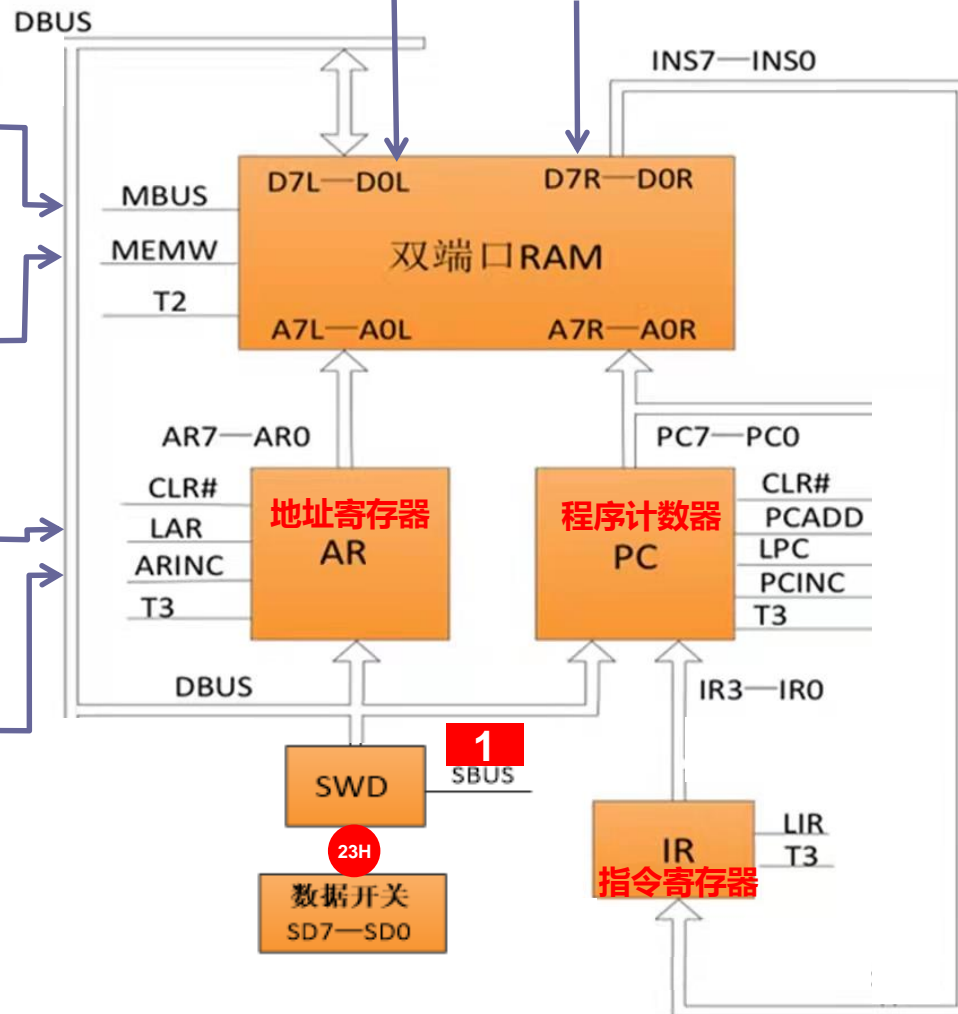 DBUS
INS7—INS0
D7L—D0L
D7R—D0R
MBUS
MEMW
双端口RAM
T2
A7L—A0L
A7R—A0R
AR7—AR0
PC7—PC0
CLR#
LAR
ARINC
T3
地址寄存器
AR
程序计数器
PC
CLR#
PCADD
LPC
PCINC
T3
DBUS
IR3—IR0
1
SBUS
SWD
23H
数据开关
SD7—SD0
IR
指令寄存器
LIR
T3